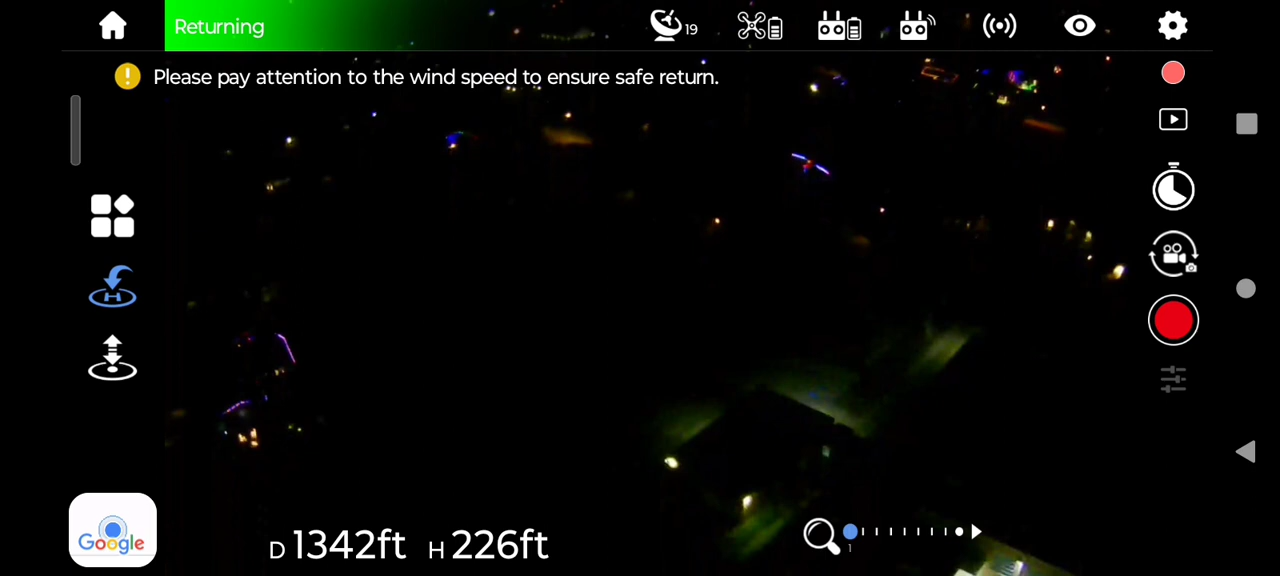 Returning
19
Please pay attention to the wind speed to ensure safe return.
H
Google
D 1342ft H 226ft
1